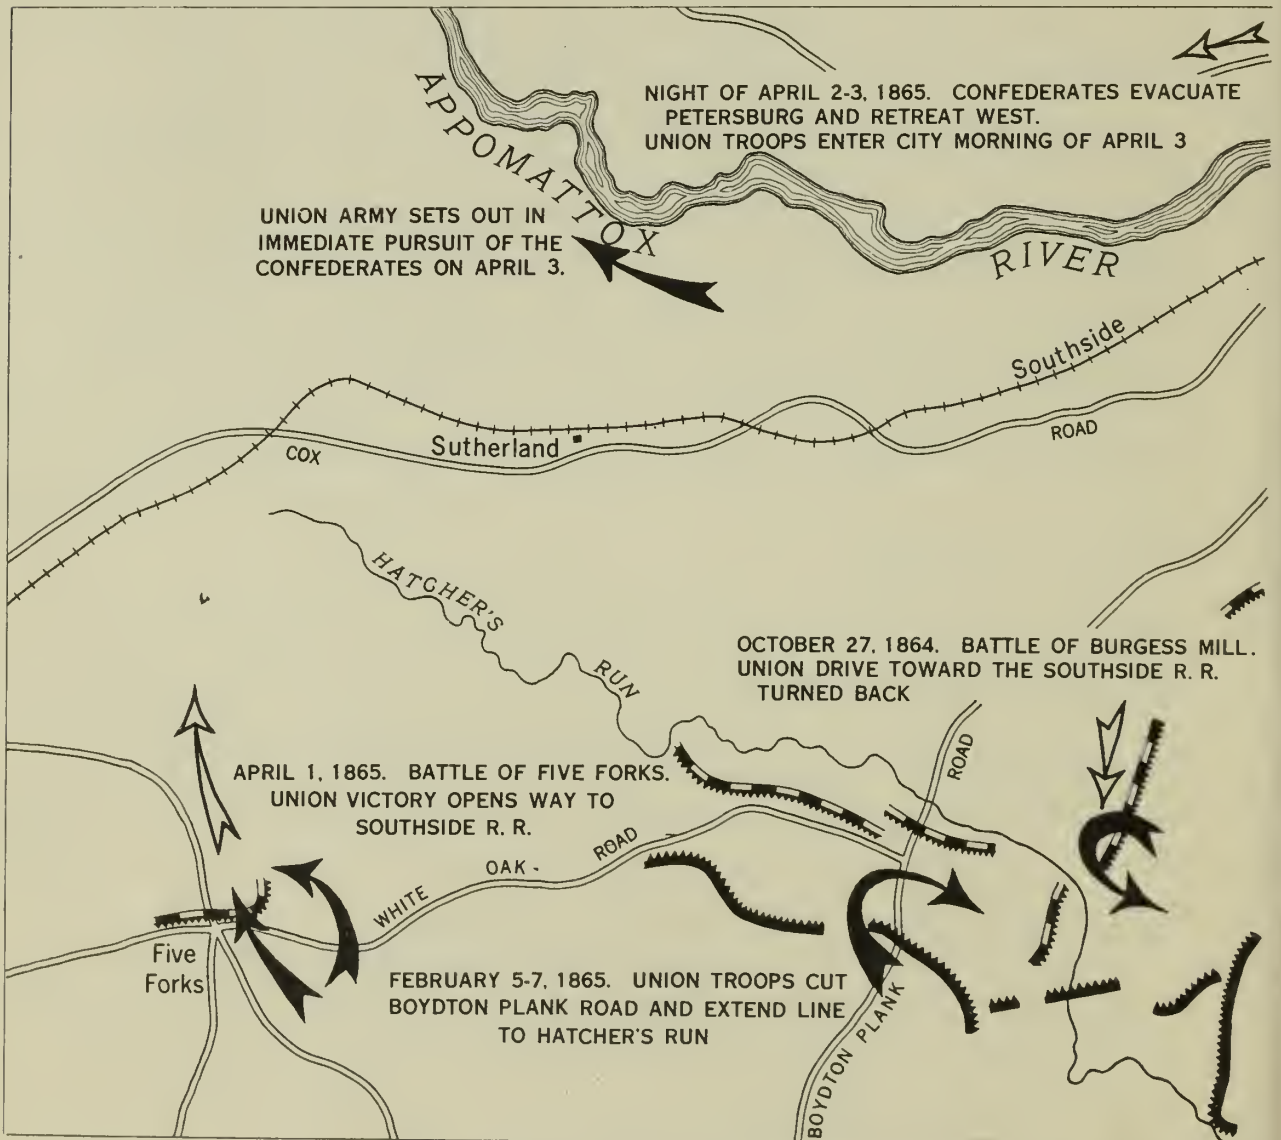 NIGHT OF APRIL 2-3, 1865. CONFEDERATES EVACUATE
PETERSBURG AND RETREAT WEST.
UNION TROOPS ENTER CITY MORNING OF APRIL 3
APPOMATTOX
RIVER
UNION ARMY SETS OUT IN
IMMEDIATE PURSUIT OF THE
CONFEDERATES ON APRIL 3.
Southside
COX
Sutherland
ROAD
HATCHER'S
RUN
OCTOBER 27, 1864. BATTLE OF BURGESS MILL.
UNION DRIVE TOWARD THE SOUTHSIDE R. R.
TURNED BACK
ROAD
APRIL 1, 1865. BATTLE OF FIVE FORKS.
UNION VICTORY OPENS WAY TO
SOUTHSIDE R. R.
WHITE
OAK
ROAD
Five
Forks
FEBRUARY 5-7, 1865. UNION TROOPS CUT
BOYDTON PLANK ROAD AND EXTEND LINE
TO HATCHER'S RUN
BOYDTON PLANK